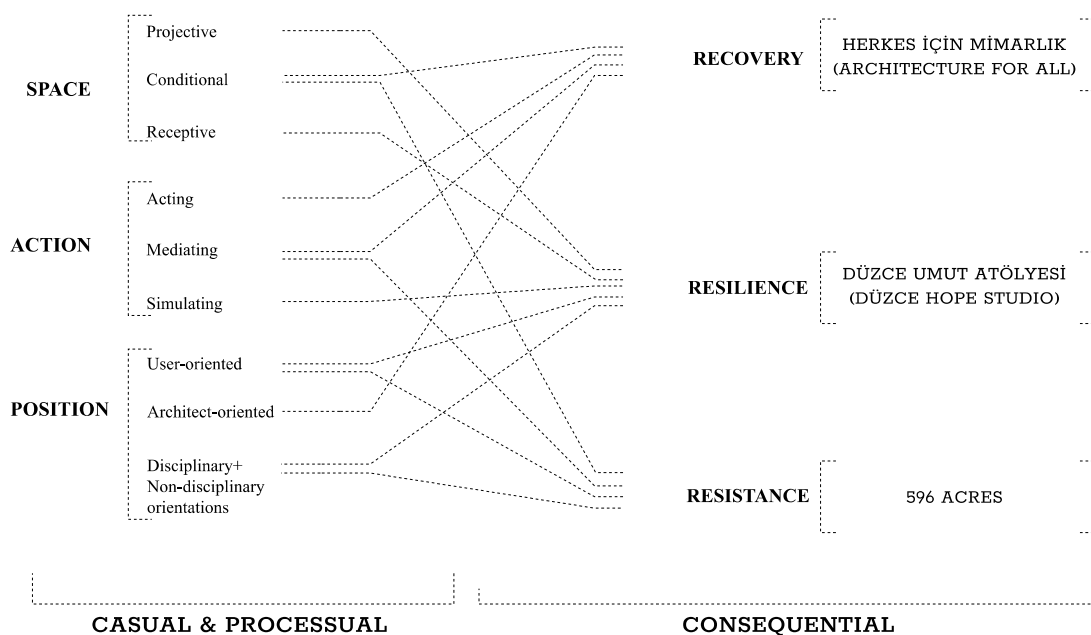 SPACE
Projective
Conditional
Receptive
ACTION
Acting
Mediating
Simulating
POSITION
User-oriented
Architect-oriented
Disciplinary+
Non-disciplinary
orientations
RECOVERY
HERKES İÇİN MİMARLIK
(ARCHITECTURE FOR ALL)
RESILIENCE
DÜZCE UMUT ATÖLYESİ
(DÜZCE HOPE STUDIO)
RESISTANCE
596 ACRES
CASUAL & PROCESSUAL
CONSEQUENTIAL